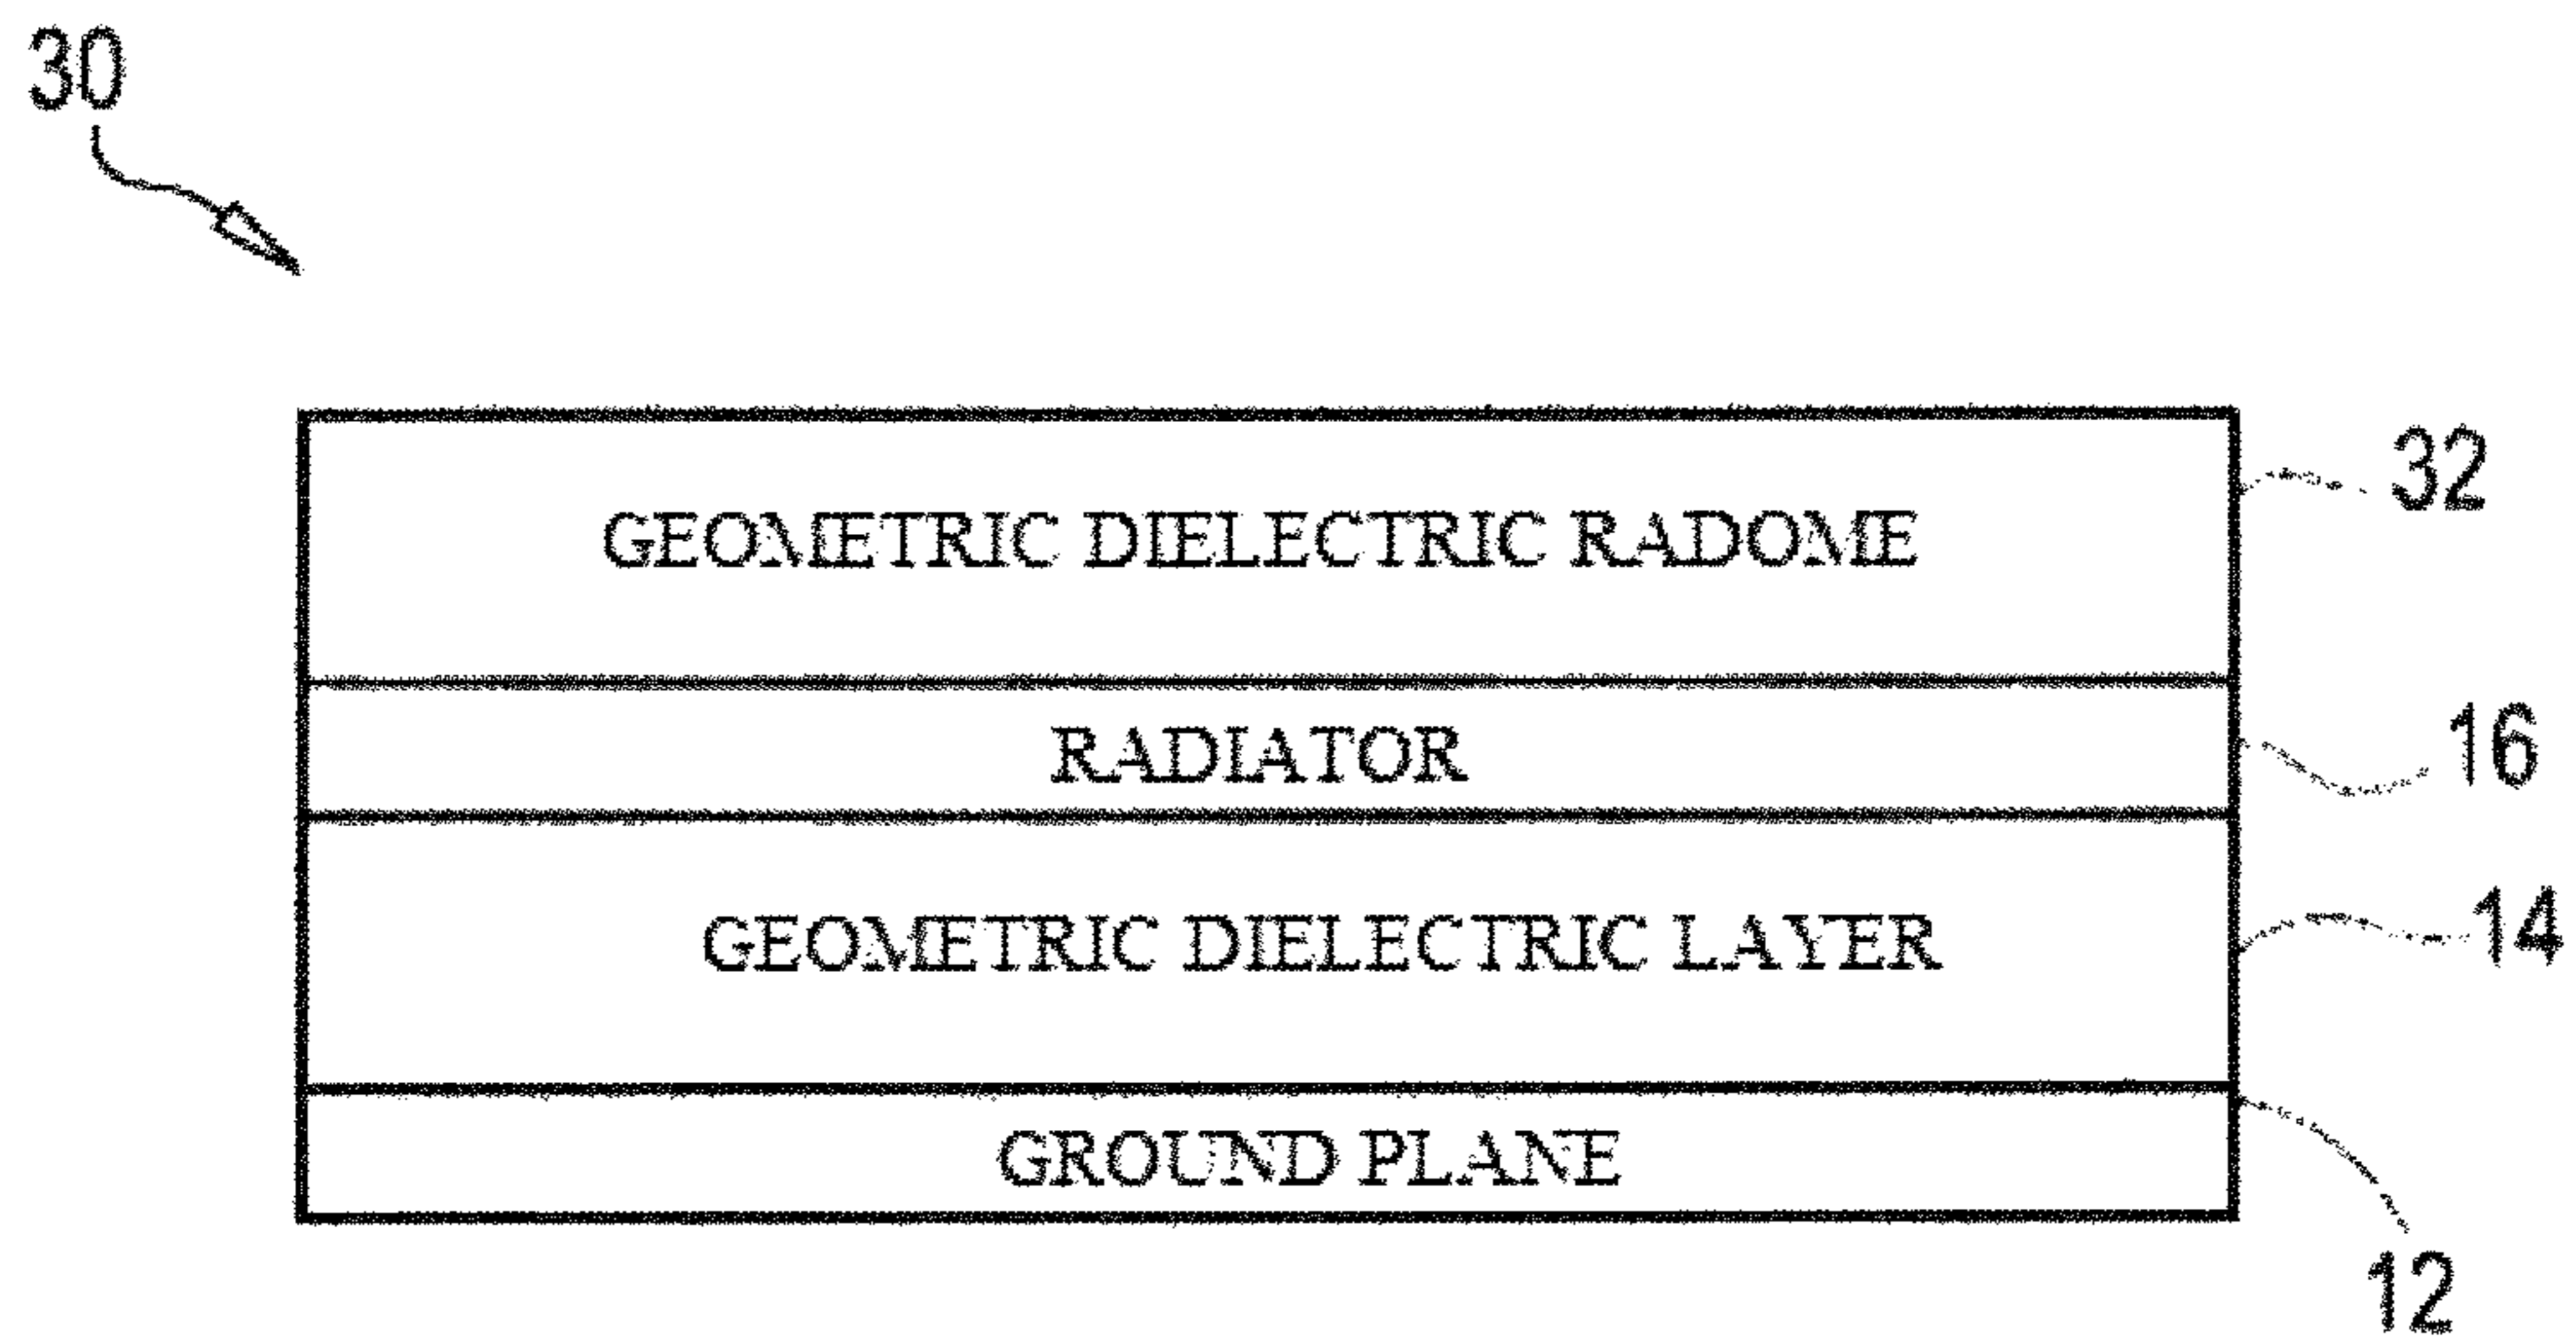 30
GEOMETRIC DIELECTRIC RADOME 32
RADIATOR 16
GEOMETRIC DIELECTRIC LAYER 14
GROUND PLANE
12